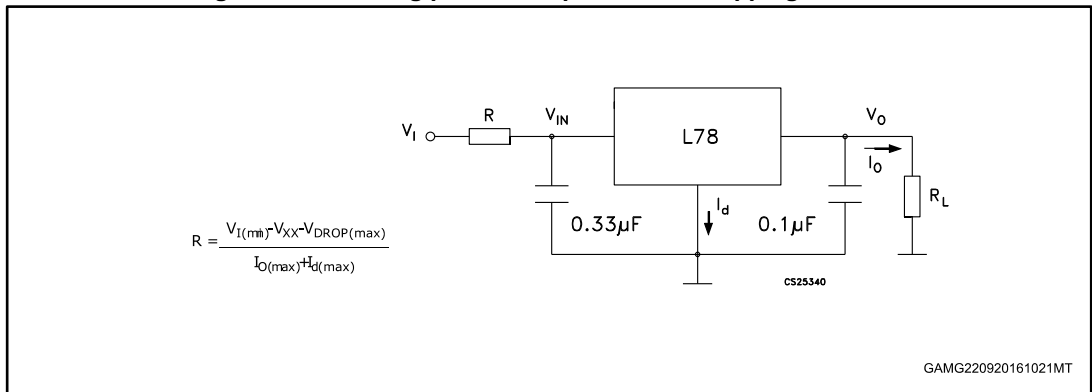 R
V_IN
V_O
V_I
L78
I_O
I_d
R_L
0.33µF
0.1µF
R = V_I(min)-V_XX-V_DROP(max)
I_O(max)+I_d(max)
CS25340
GAMG220920161021MT